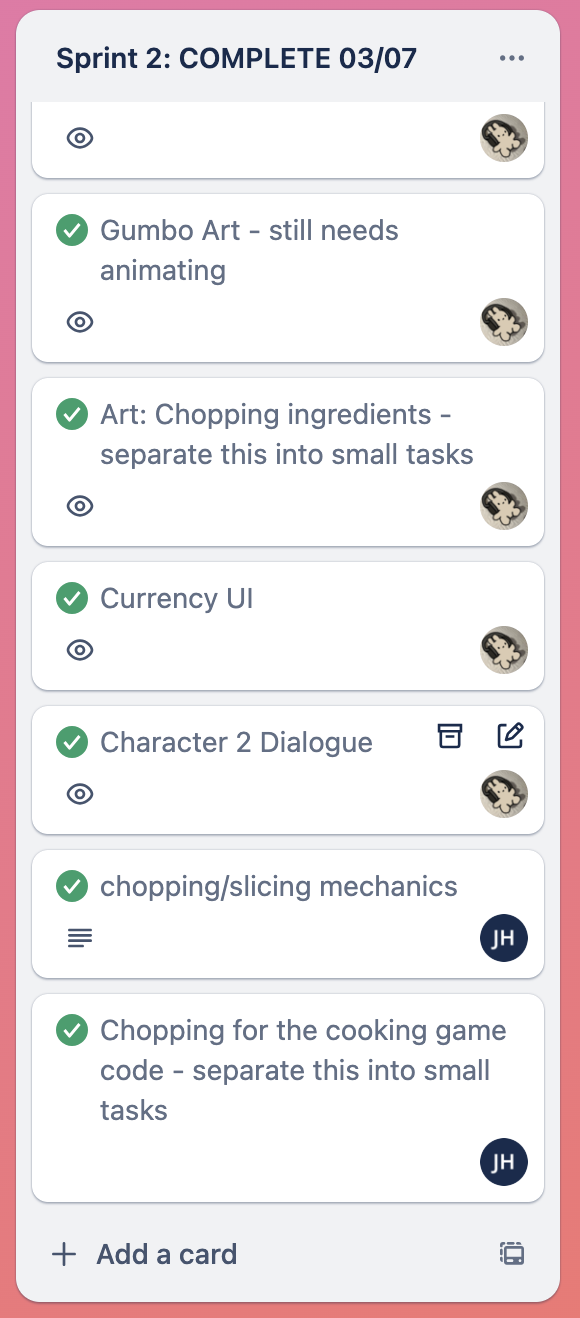 Sprint 2: COMPLETE 03/07
Gumbo Art - still needs
animating
Art: Chopping ingredients -
separate this into small tasks
Currency UI
Character 2 Dialogue
chopping/slicing mechanics
JH
Chopping for the cooking game
code - separate this into small
tasks
JH
Add a card